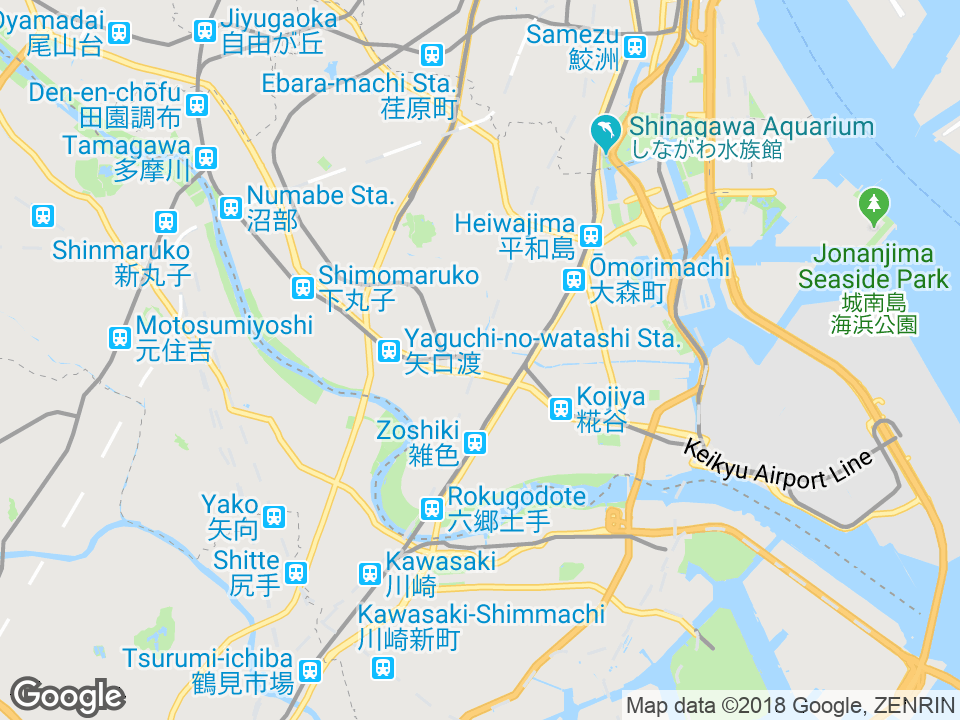 Oyamadai
尾山台
Jiyugaoka
自由が丘
Samezu
鮫洲
Ebara-machi Sta.
荏原町
Den-en-chōfu
田園調布
Shinagawa Aquarium
しながわ水族館
Tamagawa
多摩川
Numabe Sta.
沼部
Heiwajima
平和島
Shinmaruko
新丸子
Jonanjima
Seaside Park
城南島
海浜公園
Shimomaruko
下丸子
Ōmorimachi
大森町
Motosumiyoshi
元住吉
Yaguchi-no-watashi Sta.
矢口渡
Kojiya
糀谷
Zoshiki
雑色
Keikyu Airport Line
Rokugodote
六郷土手
Yako
矢向
Shitte
尻手
Kawasaki
川崎
Kawasaki-Shimmachi
川崎新町
Tsurumi-ichiba
鶴見市場
Google
Map data ©2018 Google, ZENRIN